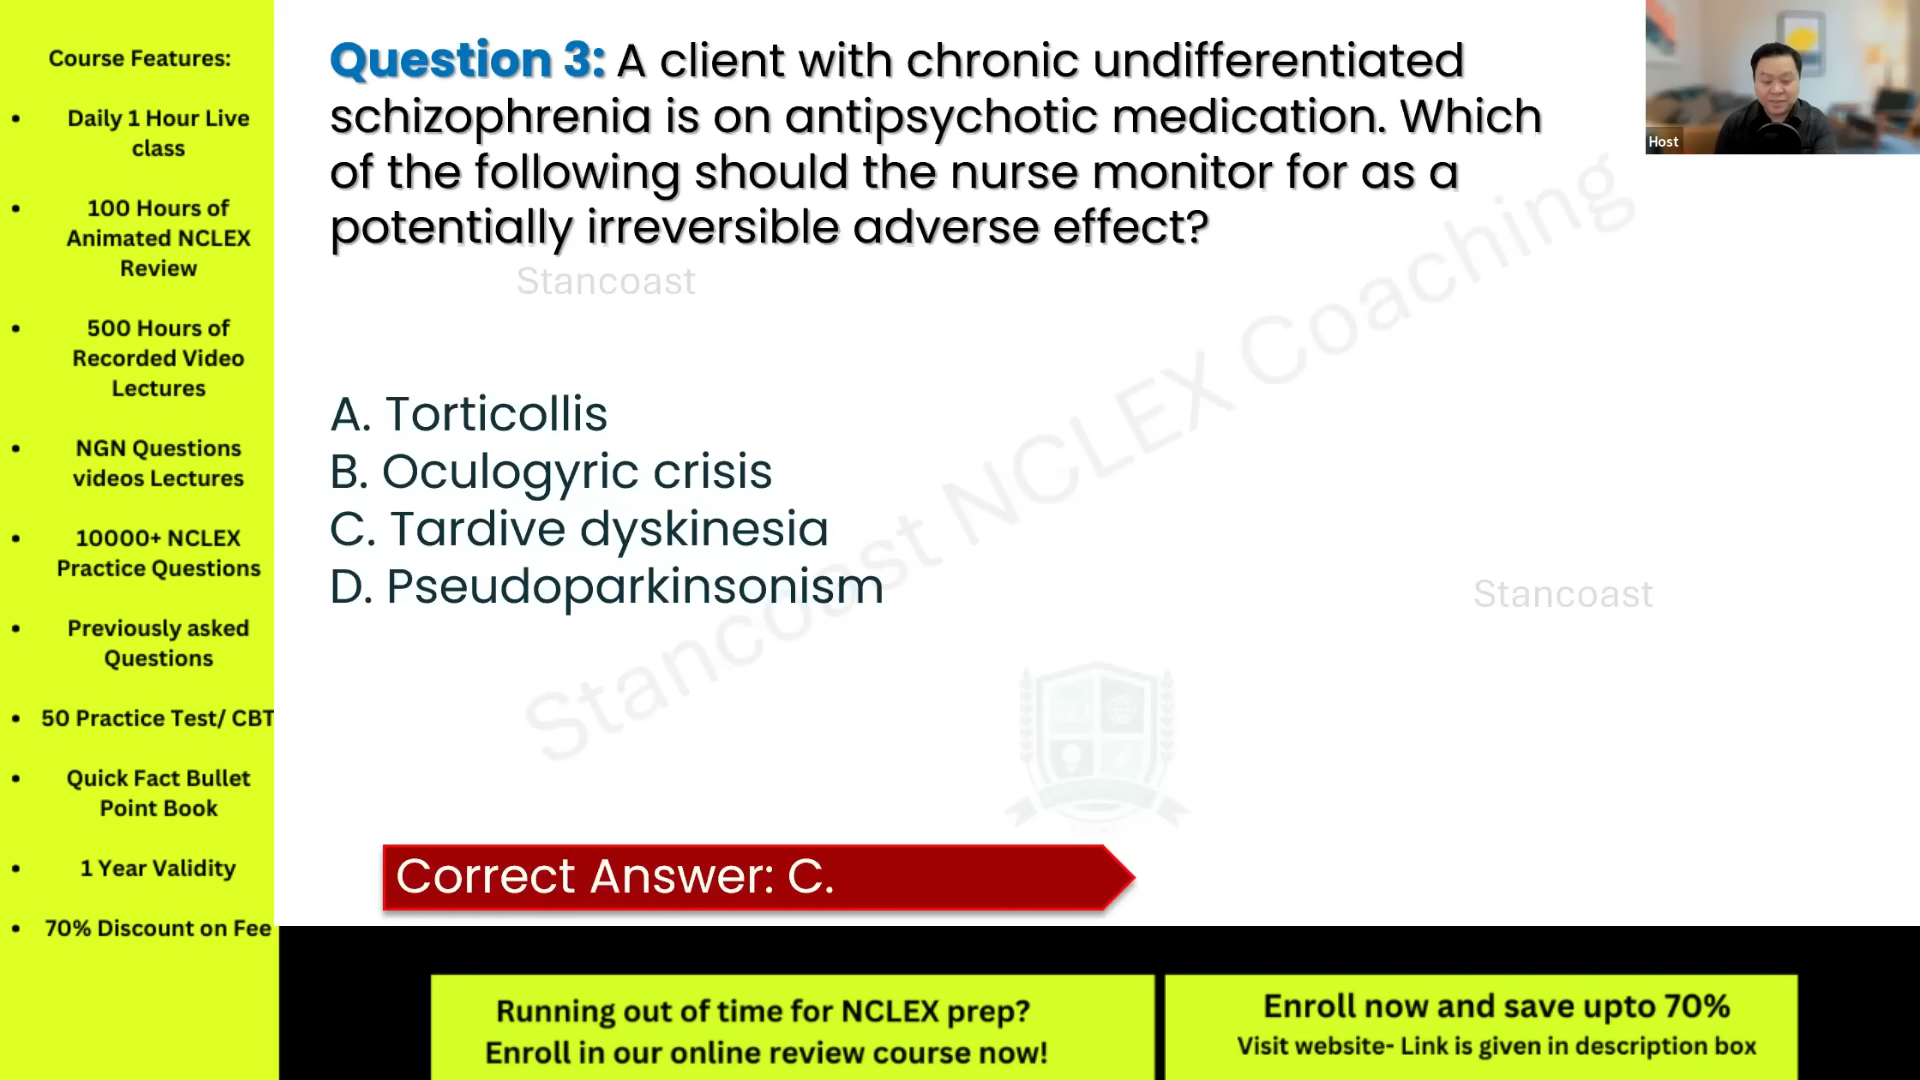 Course Features:
• Daily 1 Hour Live
class
• 100 Hours of
Animated NCLEX
Review
• 500 Hours of
Recorded Video
Lectures
• NGN Questions
videos Lectures
• 10000+ NCLEX
Practice Questions
• Previously asked
Questions
• 50 Practice Test/ CBT
• Quick Fact Bullet
Point Book
• 1 Year Validity
• 70% Discount on Fee
Question 3: A client with chronic undifferentiated
schizophrenia is on antipsychotic medication. Which
of the following should the nurse monitor for as a
potentially irreversible adverse effect?
Stancoast
A. Torticollis
B. Oculogyric crisis
C. Tardive dyskinesia
D. Pseudoparkinsonism
Stancoast NCLEX Coaching
Stancoast
Correct Answer: C.
Host
Running out of time for NCLEX prep?
Enroll in our online review course now!
Enroll now and save upto 70%
Visit website- Link is given in description box